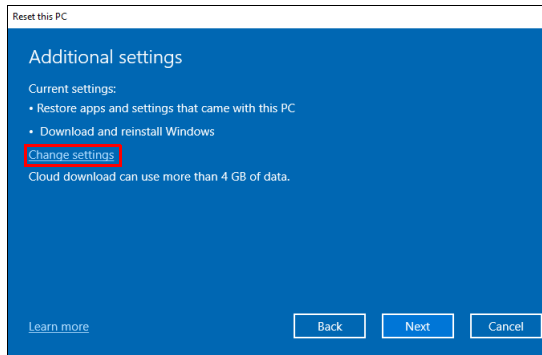 Reset this PC
Additional settings
Current settings:
• Restore apps and settings that came with this PC
• Download and reinstall Windows
Change settings
Cloud download can use more than 4 GB of data.
Learn more
Back
Next
Cancel